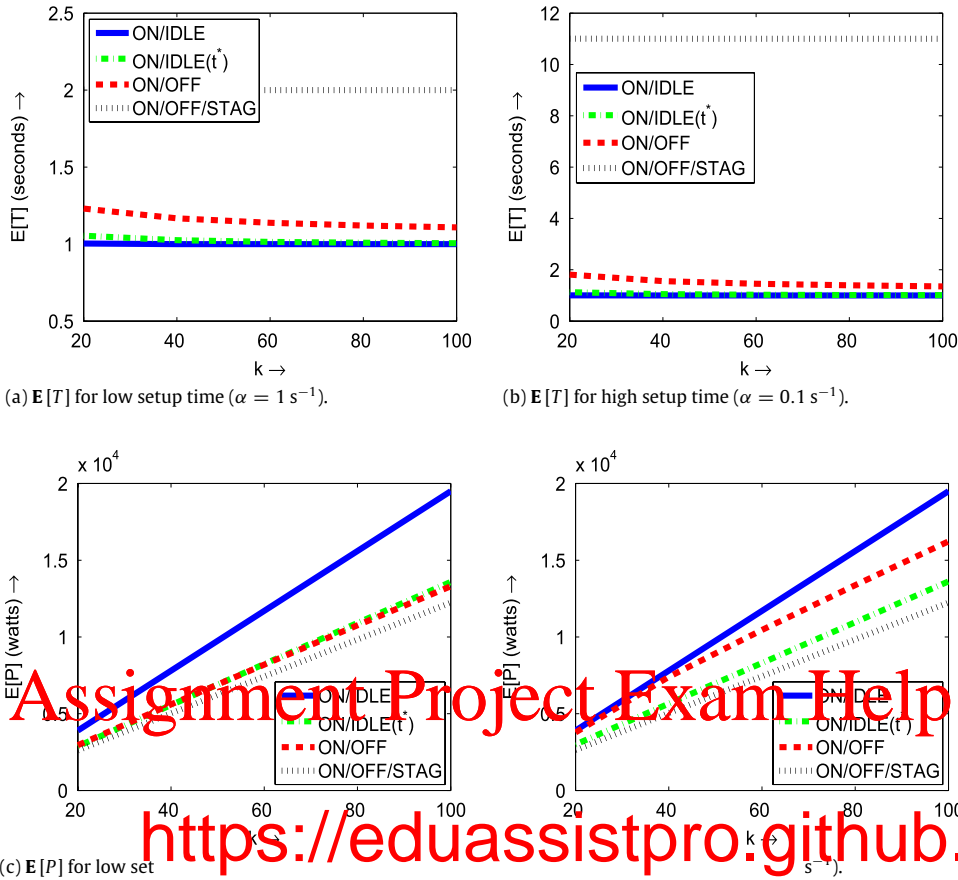 2.5
2
1.5
1
0.5
E[T] (seconds) →
ON/IDLE
ON/IDLE(t*)
ON/OFF
ON/OFF/STAG
20 40 60 80 100
k →
(a) E[T] for low setup time (α = 1 s⁻¹).
12
10
8
6
4
2
0
E[T] (seconds) →
ON/IDLE
ON/IDLE(t*)
ON/OFF
ON/OFF/STAG
20 40 60 80 100
k →
(b) E[T] for high setup time (α = 0.1 s⁻¹).
x 10⁴
2
1.5
1
0.5
0
E[P] (watts) →
ON/IDLE
ON/IDLE(t*)
ON/OFF
ON/OFF/STAG
20 40 60 80 100
k →
(c) E[P] for low set
x 10⁴
2
1.5
1
0.5
0
E[P] (watts) →
ON/IDLE
ON/IDLE(t*)
ON/OFF
ON/OFF/STAG
20 40 60 80
k →
s⁻¹).
Assignment Project Exam Help
https://eduassistpro.github.